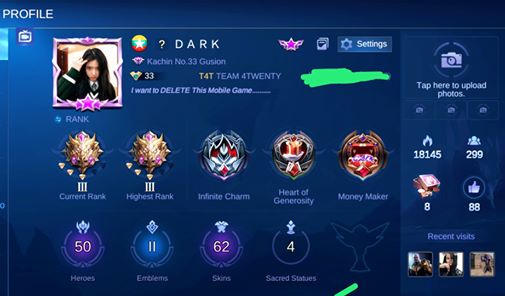 PROFILE
? D A R K
Settings
Kachin No.33 Gusion
33 T4T TEAM 4TWENTY
I want to DELETE This Mobile Game..........
Tap here to upload
photos.
RANK
III III
Current Rank Highest Rank Infinite Charm Heart of
Generosity Money Maker
18145 299
8 88
50 II 62 4
Heroes Emblems Skins Sacred Statues
Recent visits